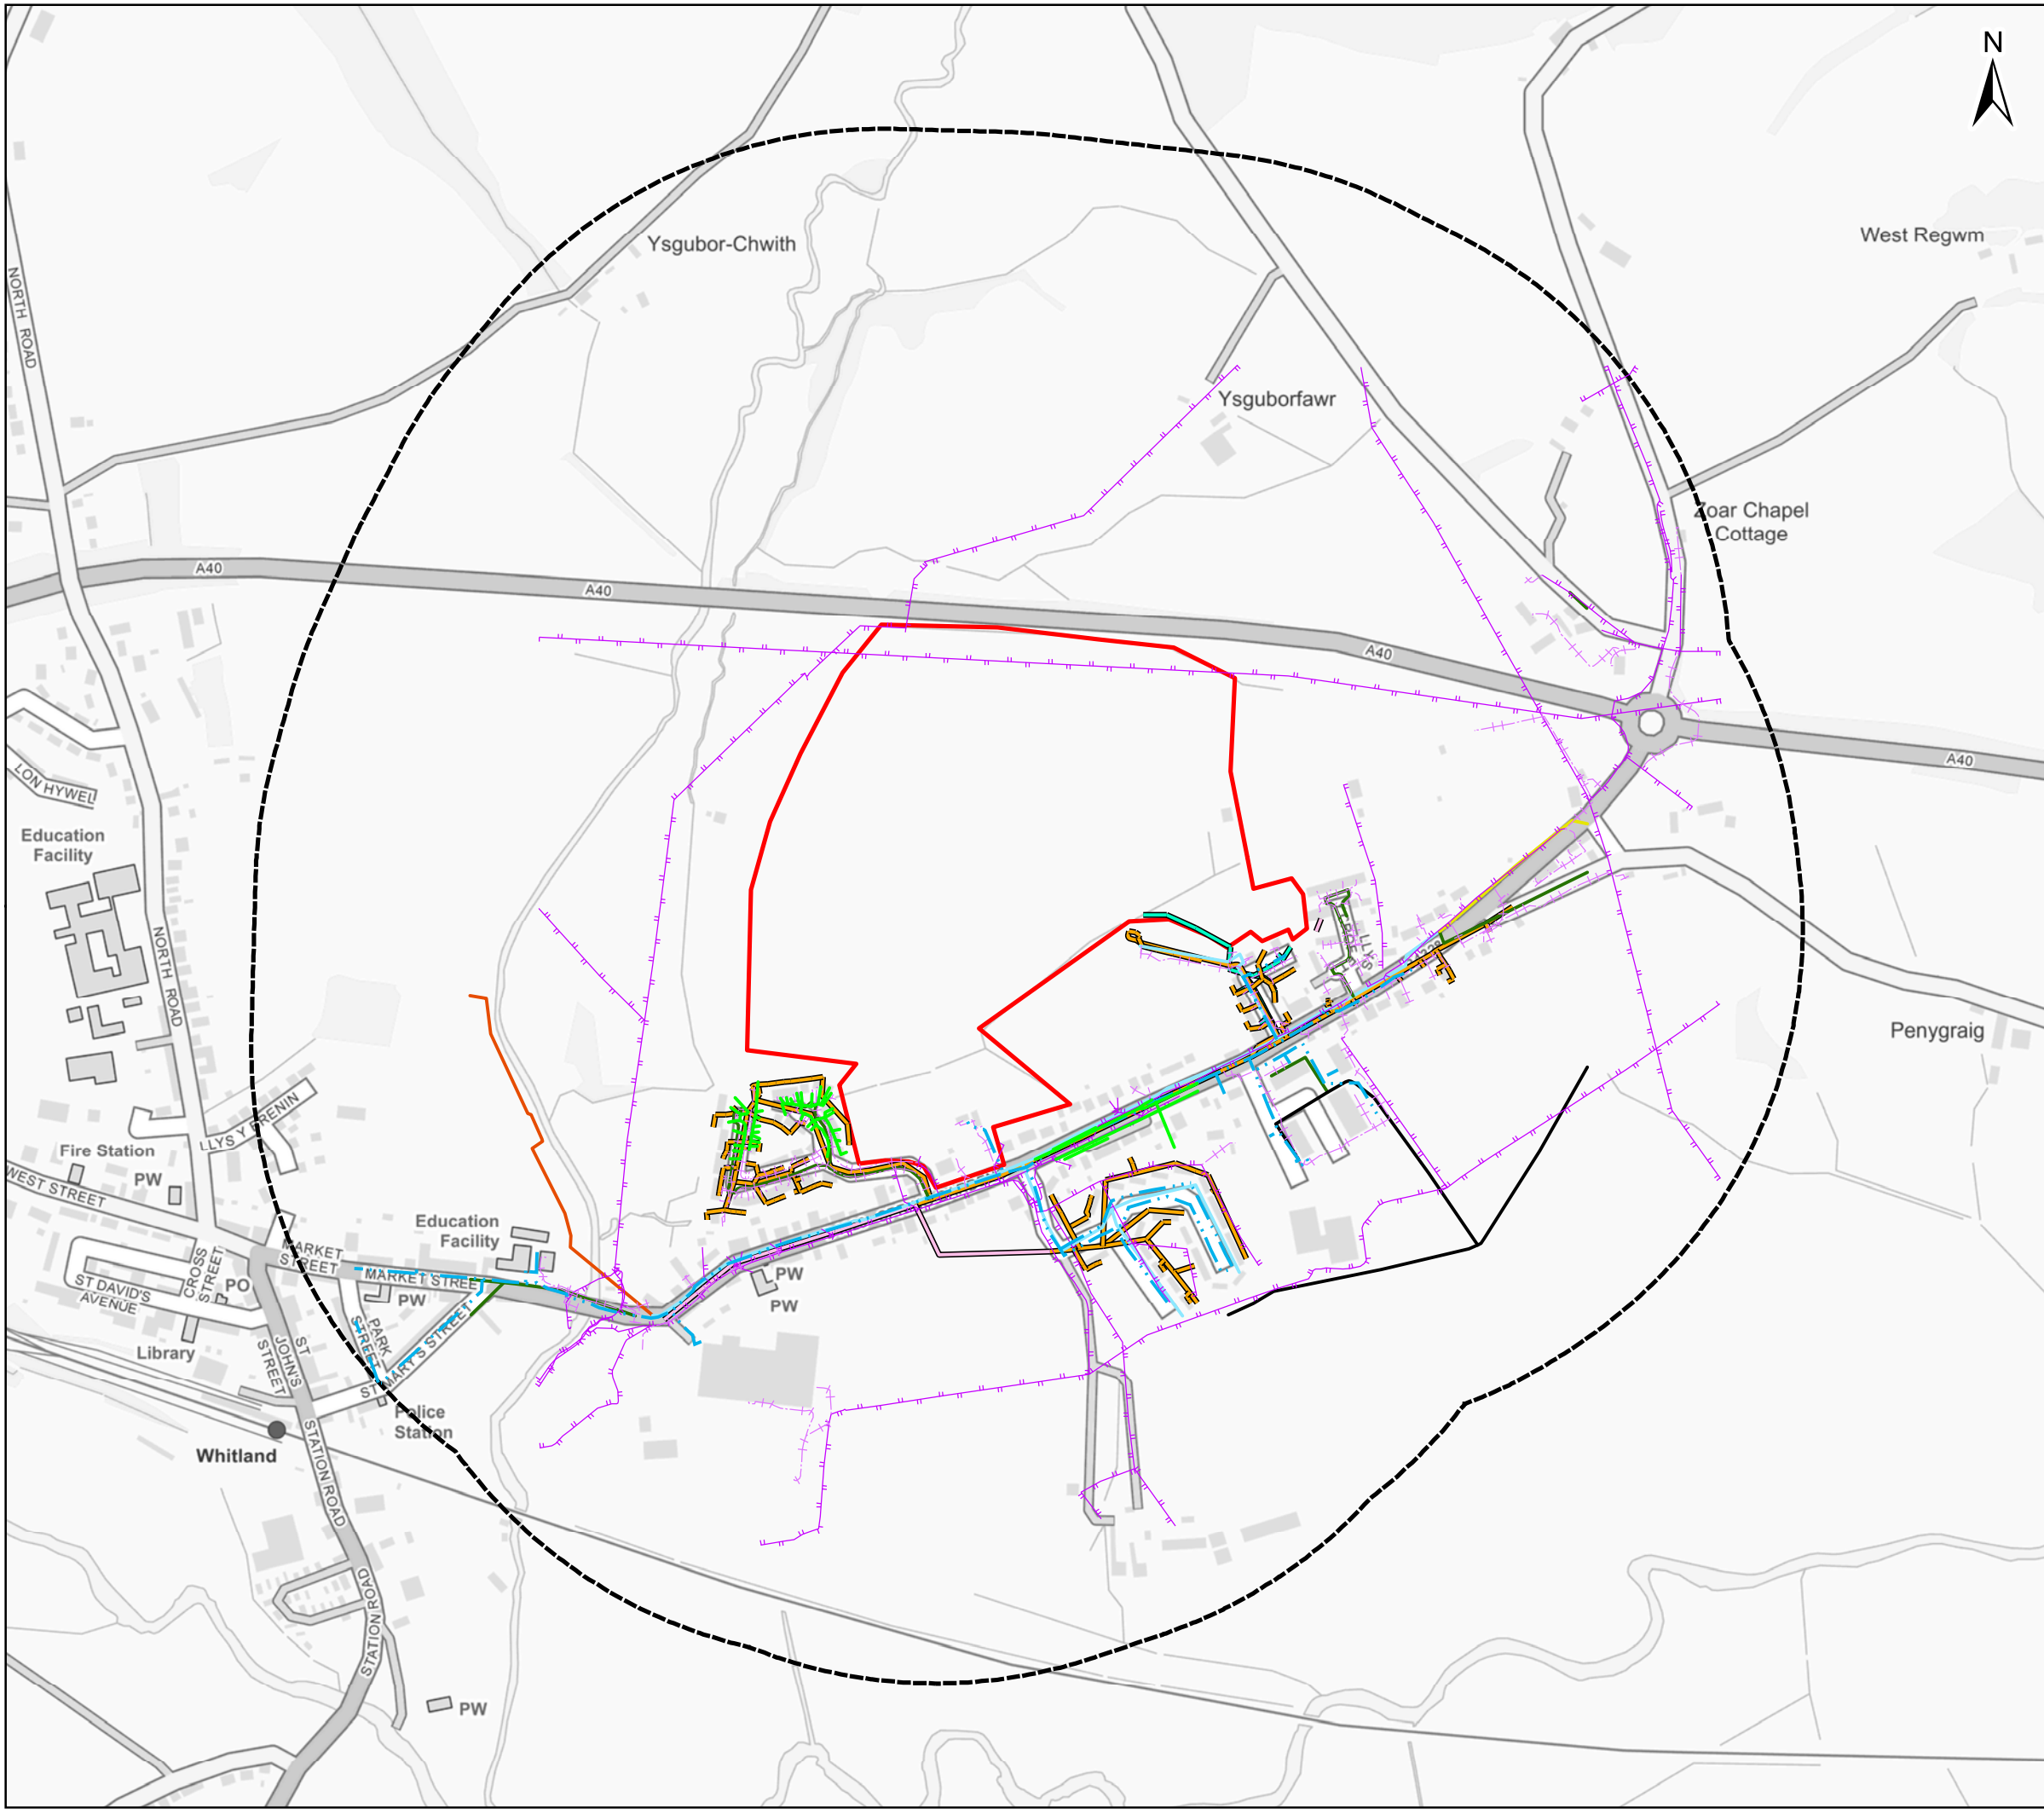 N
West Regwm
Ysgubor-Chwith
NORTH ROAD
Ysguborfawr
Zoar Chapel
Cottage
A40
A40
A40
A40
LON HYWEL
Education
Facility
NORTH ROAD
Penygraig
LLYS Y BRENIN
Fire Station
PW
WEST STREET
Education
Facility
MARKET
STREET
MARKET STREE
CROSS
STREET
PO
ST DAVID'S
AVENUE
PW
PW
PW
PARK
STREET
ST MARYS STREET
Library
ST
JOHN'S
STREET
Police
Station
Whitland
STATION ROAD
STATION ROAD
PW